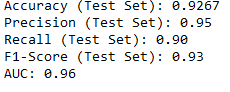 Accuracy (Test Set): 0.9267
Precision (Test Set): 0.95
Recall (Test Set): 0.90
F1-Score (Test Set): 0.93
AUC: 0.96